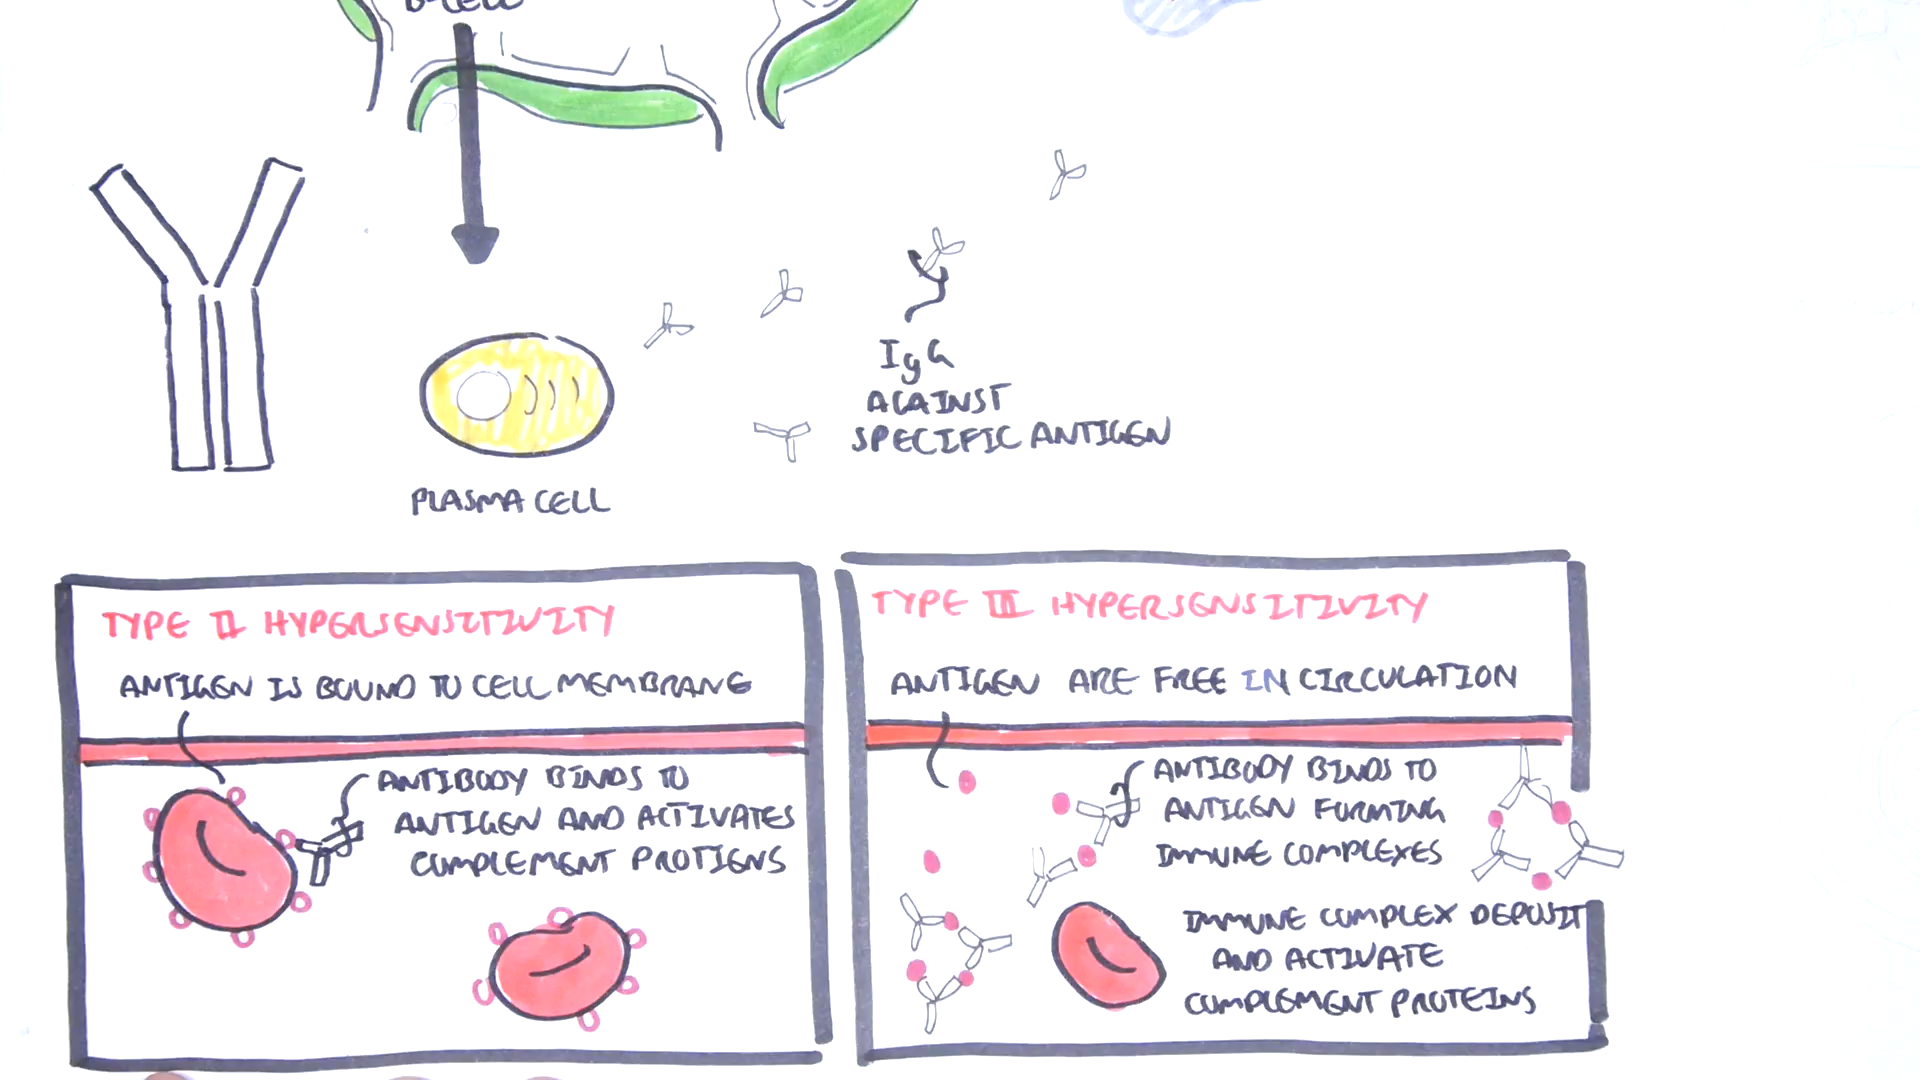 B-CELL
IgG
AGAINST
SPECIFIC ANTIGEN
PLASMA CELL
TYPE II HYPERSENSITIVITY
ANTIGEN IS BOUND TO CELL MEMBRANE
ANTIBODY BINDS TO
ANTIGEN AND ACTIVATES
COMPLEMENT PROTIENS
TYPE III HYPERSENSITIVITY
ANTIGEN ARE FREE IN CIRCULATION
ANTIBODY BINDS TO
ANTIGEN FORMING
IMMUNE COMPLEXES
IMMUNE COMPLEX DEPOSIT
AND ACTIVATE
COMPLEMENT PROTEINS